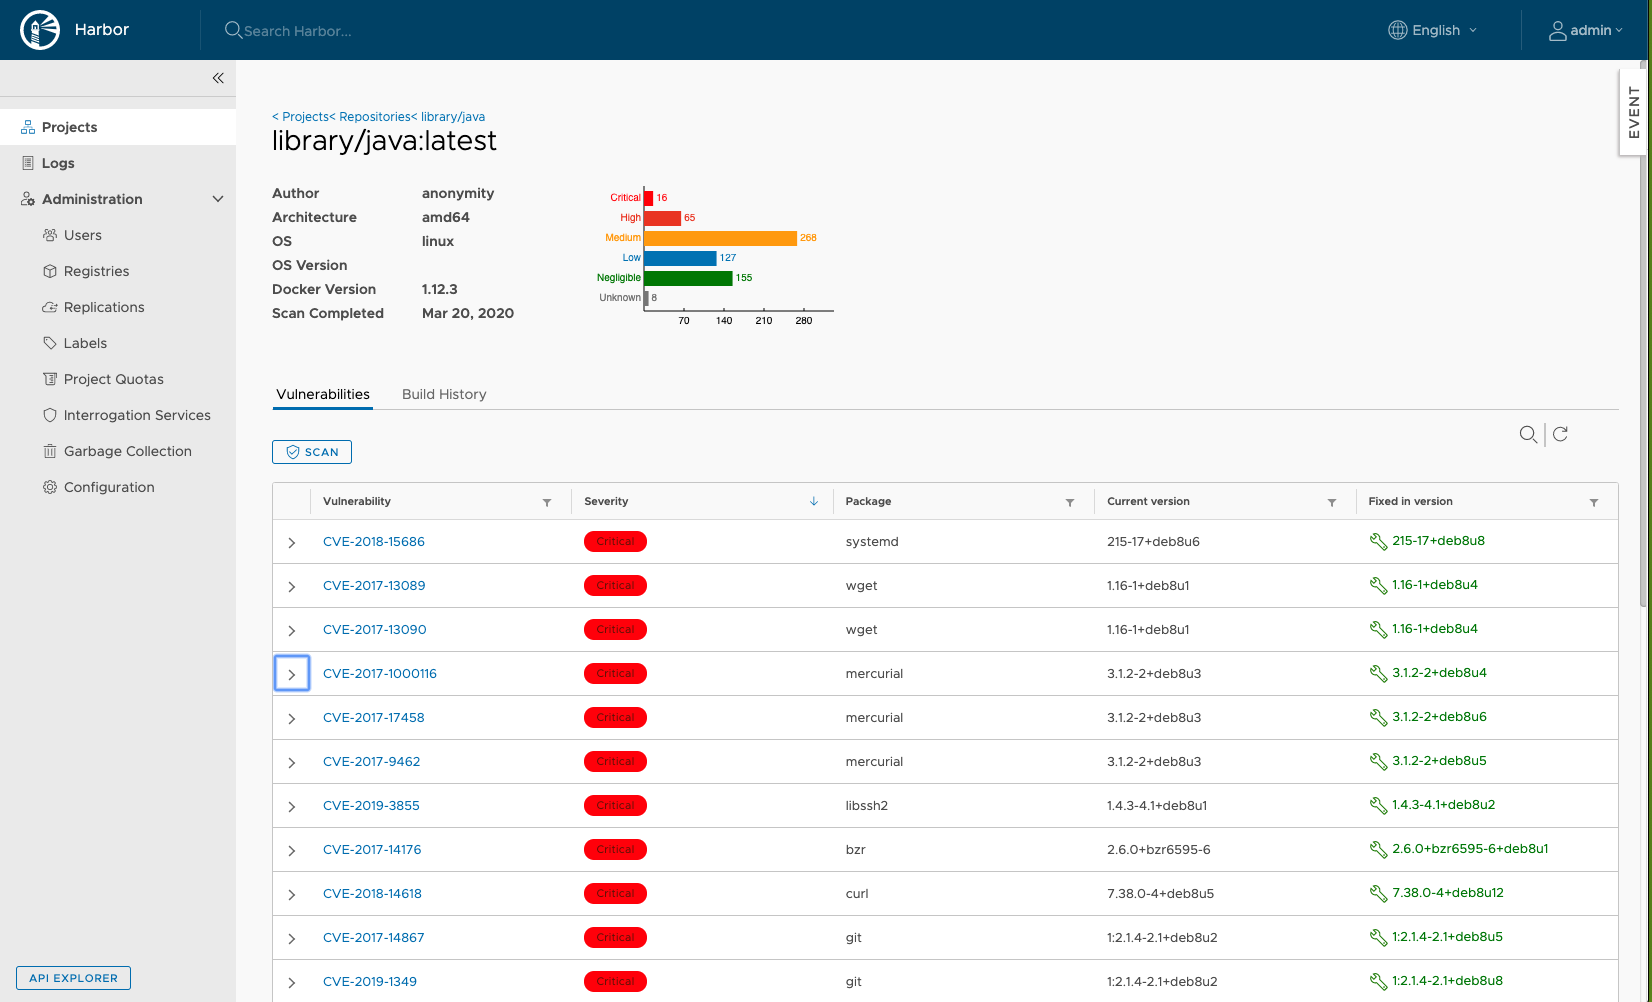 Harbor
Search Harbor...
English
admin
EVENT
Projects
Logs
Administration
Users
Registries
Replications
Labels
Project Quotas
Interrogation Services
Garbage Collection
Configuration
API EXPLORER
< Projects< Repositories< library/java
library/java:latest
Author anonymity
Architecture amd64
OS linux
OS Version
Docker Version 1.12.3
Scan Completed Mar 20, 2020
Critical 16
High 65
Medium 268
Low 127
Negligible 155
Unknown 8
70 140 210 280
Vulnerabilities Build History
SCAN
Vulnerability Severity Package Current version Fixed in version
CVE-2018-15686 Critical systemd 215-17+deb8u6 215-17+deb8u8
CVE-2017-13089 Critical wget 1.16-1+deb8u1 1.16-1+deb8u4
CVE-2017-13090 Critical wget 1.16-1+deb8u1 1.16-1+deb8u4
CVE-2017-1000116 Critical mercurial 3.1.2-2+deb8u3 3.1.2-2+deb8u4
CVE-2017-17458 Critical mercurial 3.1.2-2+deb8u3 3.1.2-2+deb8u6
CVE-2017-9462 Critical mercurial 3.1.2-2+deb8u3 3.1.2-2+deb8u5
CVE-2019-3855 Critical libssh2 1.4.3-4.1+deb8u1 1.4.3-4.1+deb8u2
CVE-2017-14176 Critical bzr 2.6.0+bzr6595-6 2.6.0+bzr6595-6+deb8u1
CVE-2018-14618 Critical curl 7.38.0-4+deb8u5 7.38.0-4+deb8u12
CVE-2017-14867 Critical git 1:2.1.4-2.1+deb8u2 1:2.1.4-2.1+deb8u5
CVE-2019-1349 Critical git 1:2.1.4-2.1+deb8u2 1:2.1.4-2.1+deb8u8